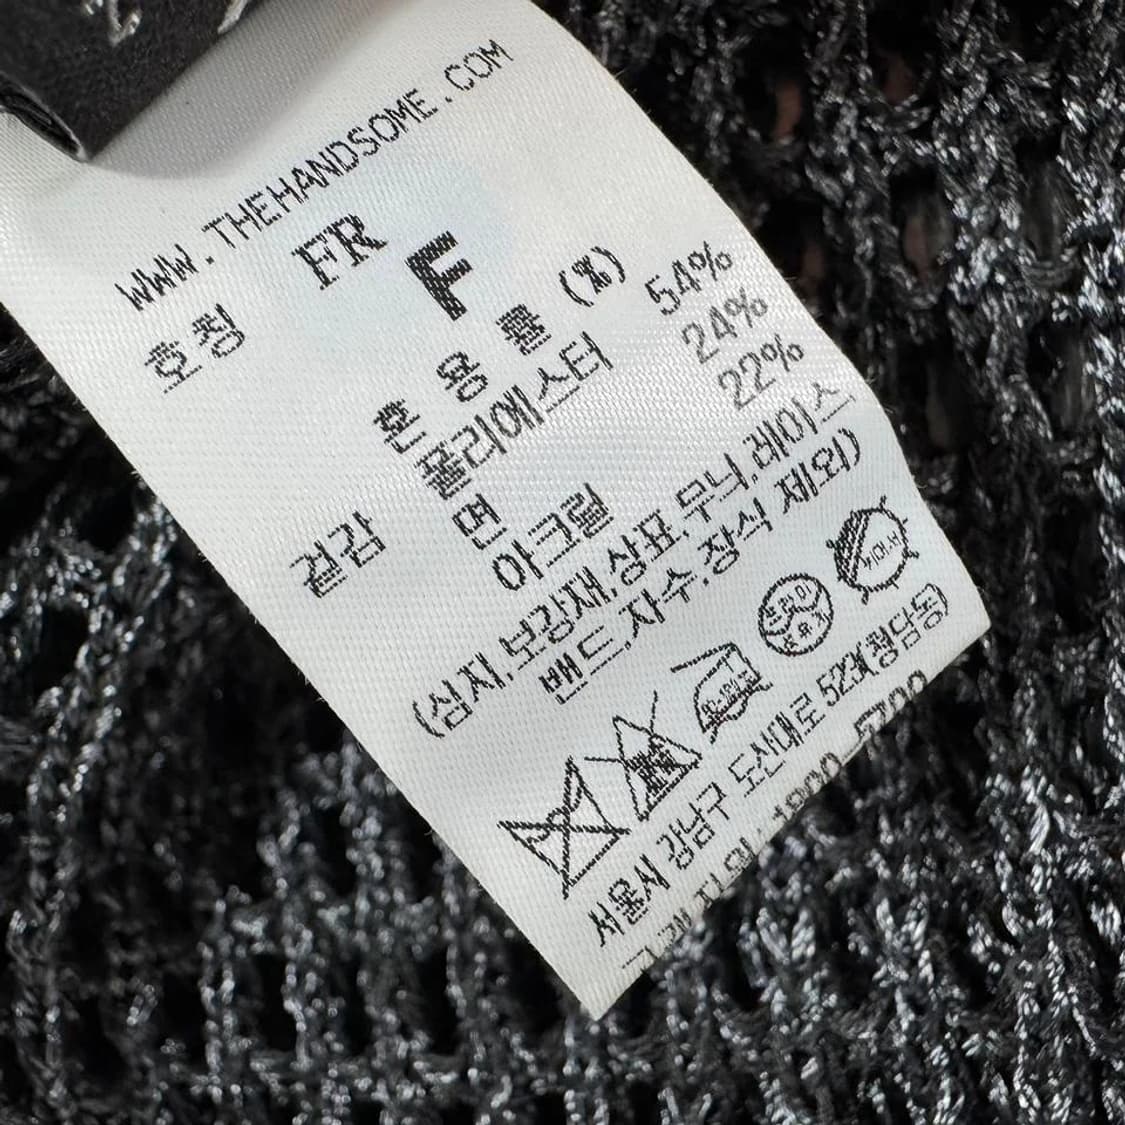 WWW.THEHANDSOME.COM
호칭 FR F
혼 용 률 (%)
겉감 폴리에스터 54%
면 24%
아크릴 22%
(심지,보강재,상표,무늬,레이스
밴드,자수,장식 제외)
드라이
서울시 강남구 도산대로 523(청담동)